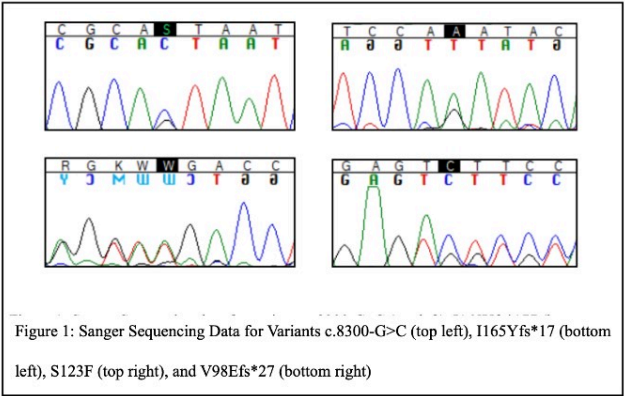 C G C A S T A A T
C G C A C T A A T
T C C A A A T A C
A G G T T T A T G
R G K W W G A C C
Y C M W W C T G G
G A G T C T T C C
G A G T C T T C C
Figure 1: Sanger Sequencing Data for Variants c.8300-G>C (top left), I165Yfs*17 (bottom
left), S123F (top right), and V98Efs*27 (bottom right)